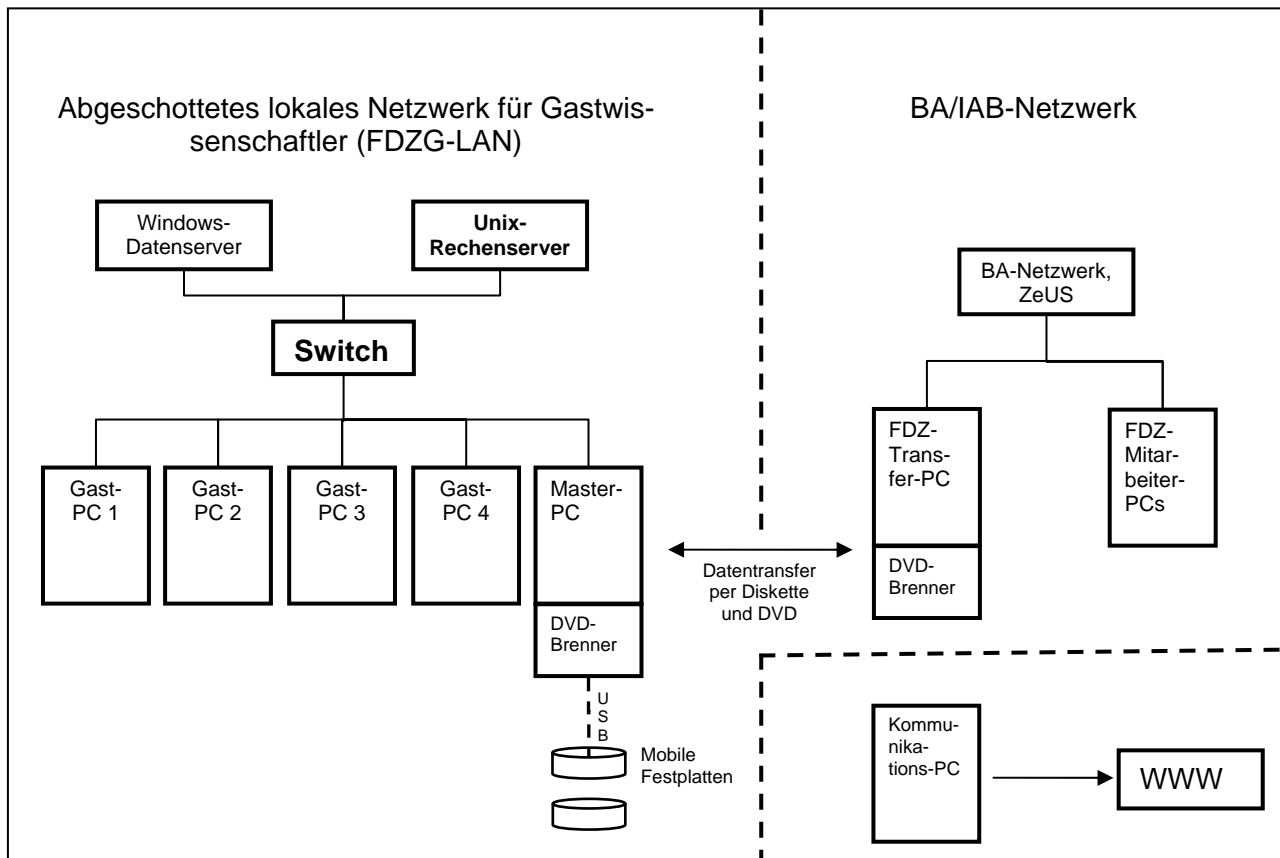 Abgeschottetes lokales Netzwerk für Gastwis-
senschaftler (FDZG-LAN)
BA/IAB-Netzwerk
Windows-
Datenserver
Unix-
Rechenserver
Switch
BA-Netzwerk,
ZeUS
Gast-
PC 1
Gast-
PC 2
Gast-
PC 3
Gast-
PC 4
Master-
PC
DVD-
Brenner
U
S
B
Mobile
Festplatten
Datentransfer
per Diskette
und DVD
FDZ-
Trans-
fer-PC
DVD-
Brenner
FDZ-
Mitar-
beiter-
PCs
Kommu-
nika-
tions-PC
WWW